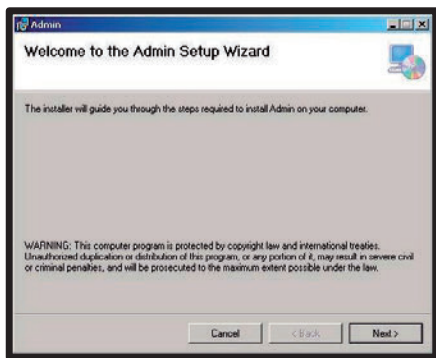 Admin
Welcome to the Admin Setup Wizard
The installer will guide you through the steps required to install Admin on your computer.
WARNING: This computer program is protected by copyright law and international treaties.
Unauthorized duplication or distribution of this program, or any portion of it, may result in severe civil
or criminal penalties, and will be prosecuted to the maximum extent possible under the law.
Cancel < Back Next >